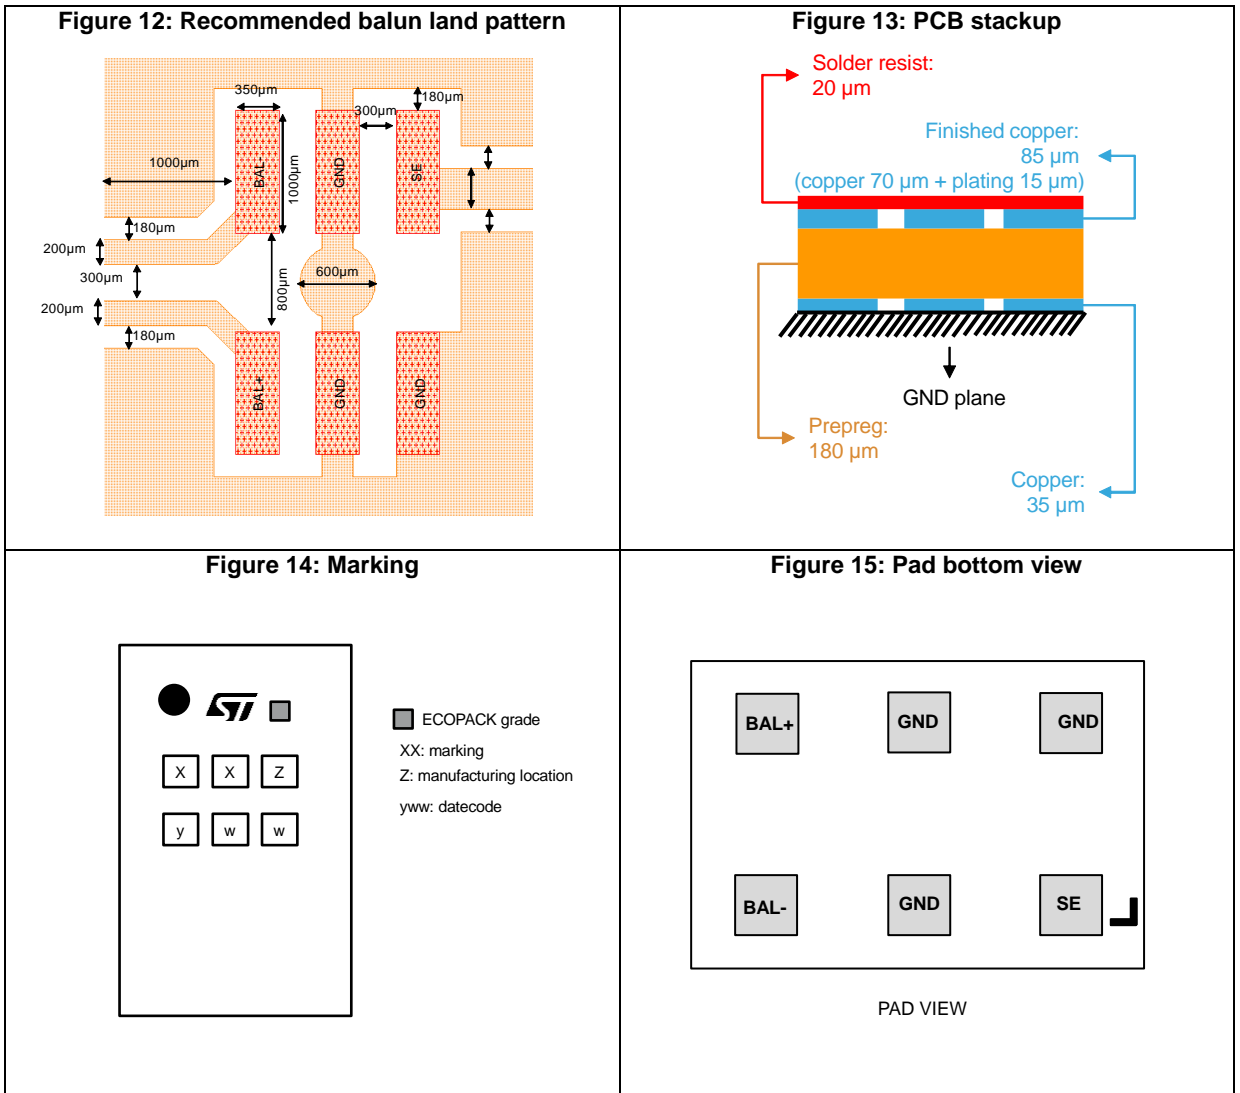 Figure 12: Recommended balun land pattern
350µm
180µm
300µm
1000µm
BAL-
1000µm
GND
SE
180µm
200µm
300µm
800µm
600µm
200µm
180µm
BAL+
GND
GND
Figure 13: PCB stackup
Solder resist:
20 µm
Finished copper:
85 µm
(copper 70 µm + plating 15 µm)
GND plane
Prepreg:
180 µm
Copper:
35 µm
Figure 14: Marking
ST
X X Z
y w w
ECOPACK grade
XX: marking
Z: manufacturing location
yww: datecode
Figure 15: Pad bottom view
BAL+ GND GND
BAL- GND SE
PAD VIEW